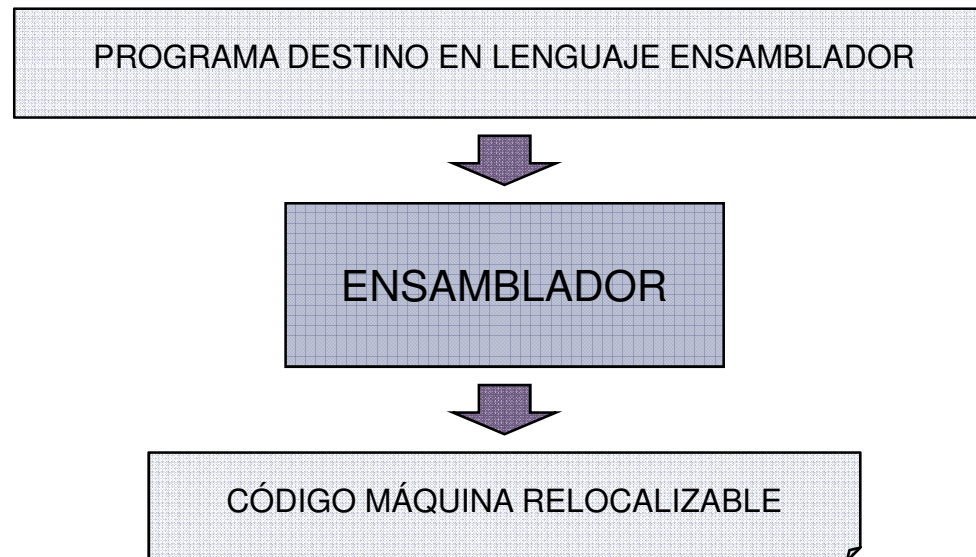 PROGRAMA DESTINO EN LENGUAJE ENSAMBLADOR
ENSAMBLADOR
CÓDIGO MÁQUINA RELOCALIZABLE